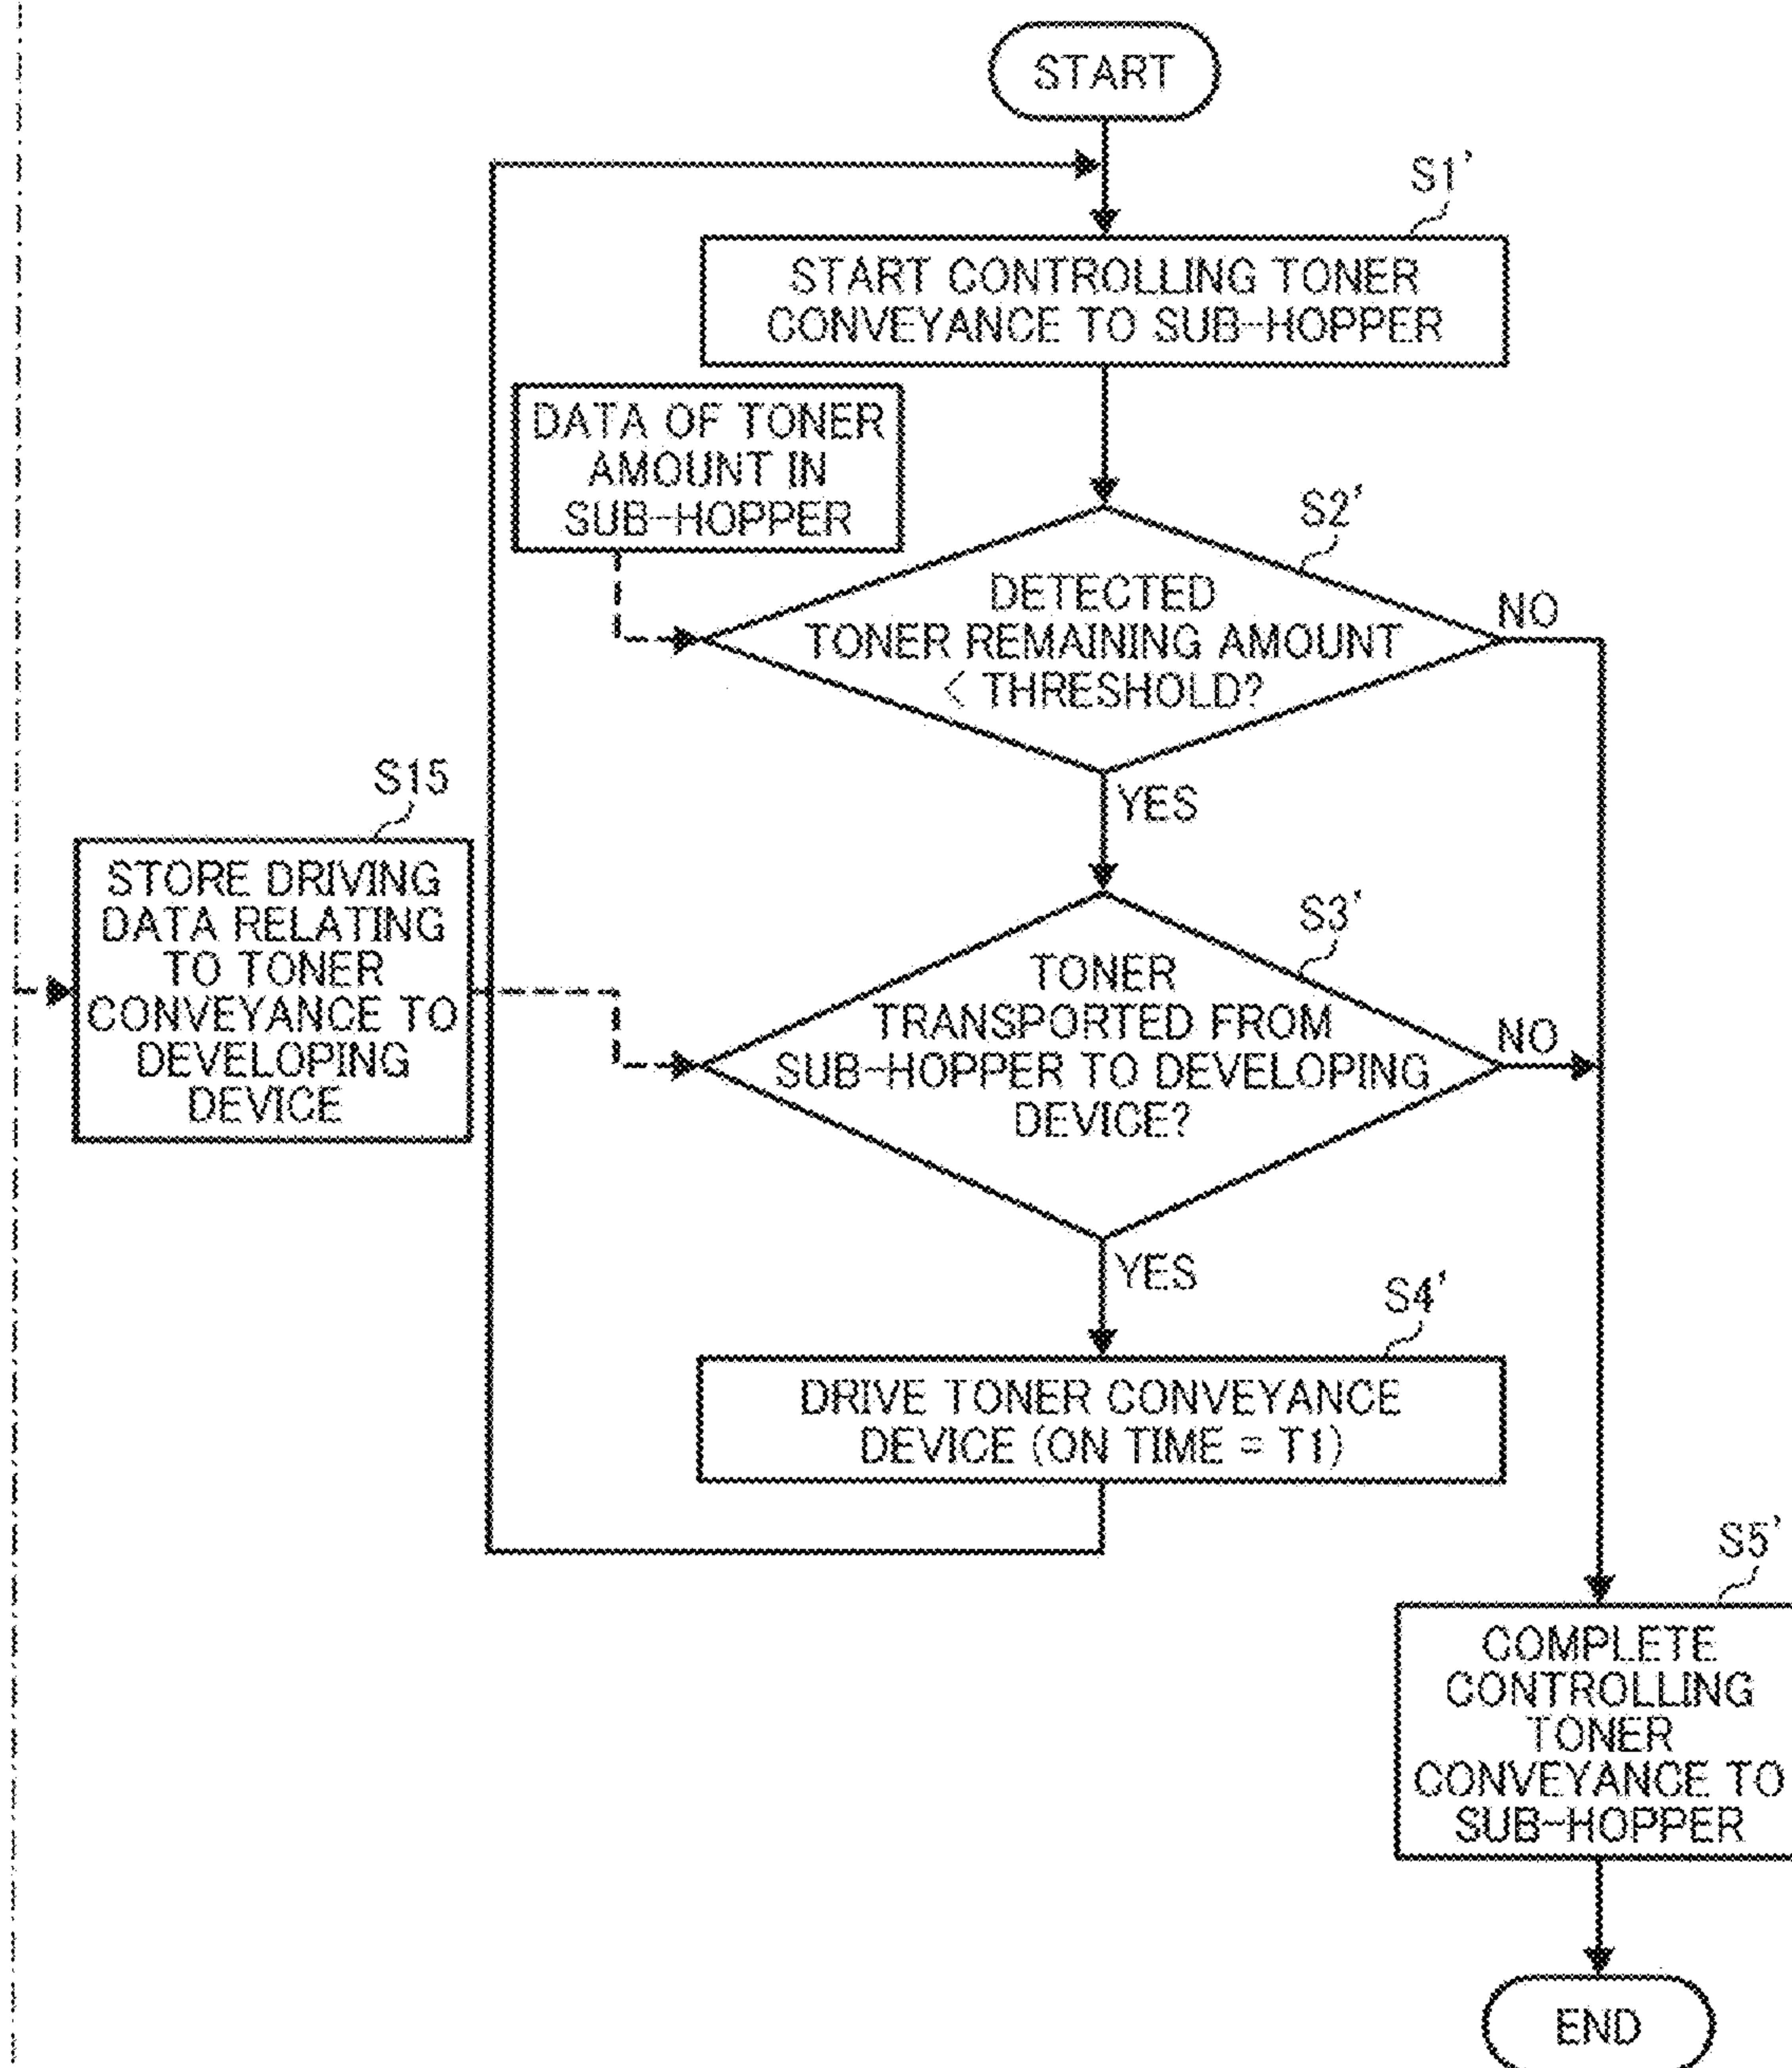 START
S1'
START CONTROLLING TONER
CONVEYANCE TO SUB-HOPPER
DATA OF TONER
AMOUNT IN
SUB-HOPPER
S2'
DETECTED
TONER REMAINING AMOUNT
< THRESHOLD?
NO
YES
S15
STORE DRIVING
DATA RELATING
TO TONER
CONVEYANCE TO
DEVELOPING
DEVICE
S3'
TONER
TRANSPORTED FROM
SUB-HOPPER TO DEVELOPING
DEVICE?
NO
YES
S4'
DRIVE TONER CONVEYANCE
DEVICE (ON TIME = T1)
S5'
COMPLETE
CONTROLLING
TONER
CONVEYANCE TO
SUB-HOPPER
END